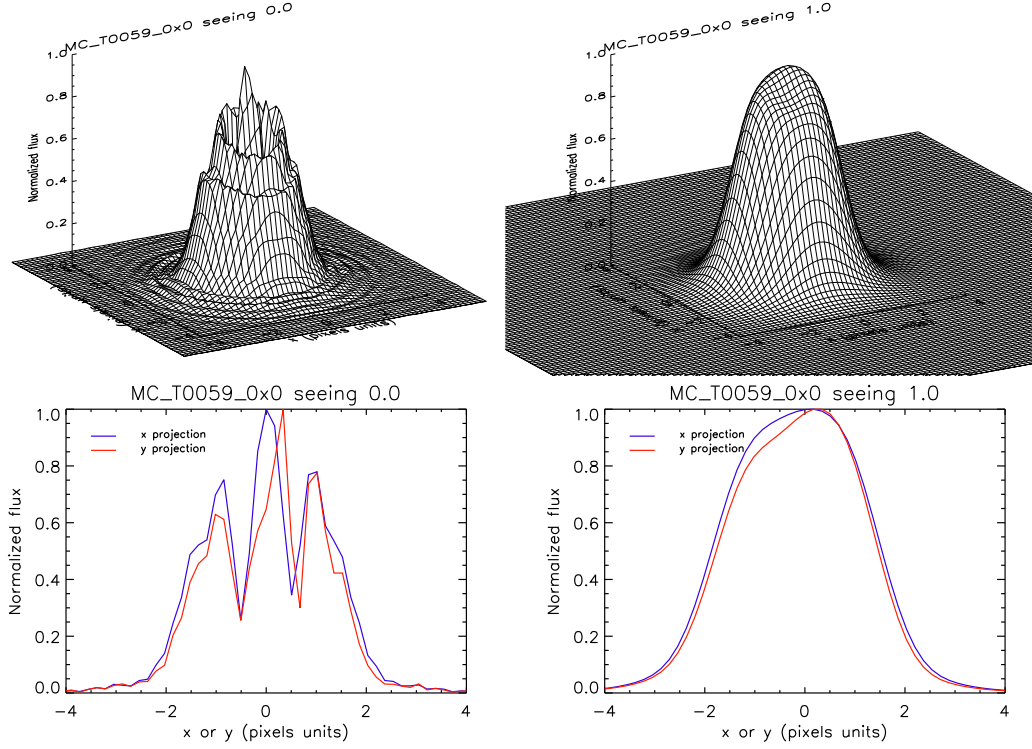 MC_T0059_0x0 seeing 0.0
1.0
0.8
0.6
0.4
0.2
Normalized flux
MC_T0059_0x0 seeing 1.0
1.0
0.8
0.6
0.4
0.2
Normalized flux
MC_T0059_0x0 seeing 0.0
1.0
0.8
0.6
0.4
0.2
0.0
Normalized flux
x projection
y projection
-4 -2 0 2 4
x or y (pixels units)
MC_T0059_0x0 seeing 1.0
1.0
0.8
0.6
0.4
0.2
0.0
Normalized flux
x projection
y projection
-4 -2 0 2 4
x or y (pixels units)